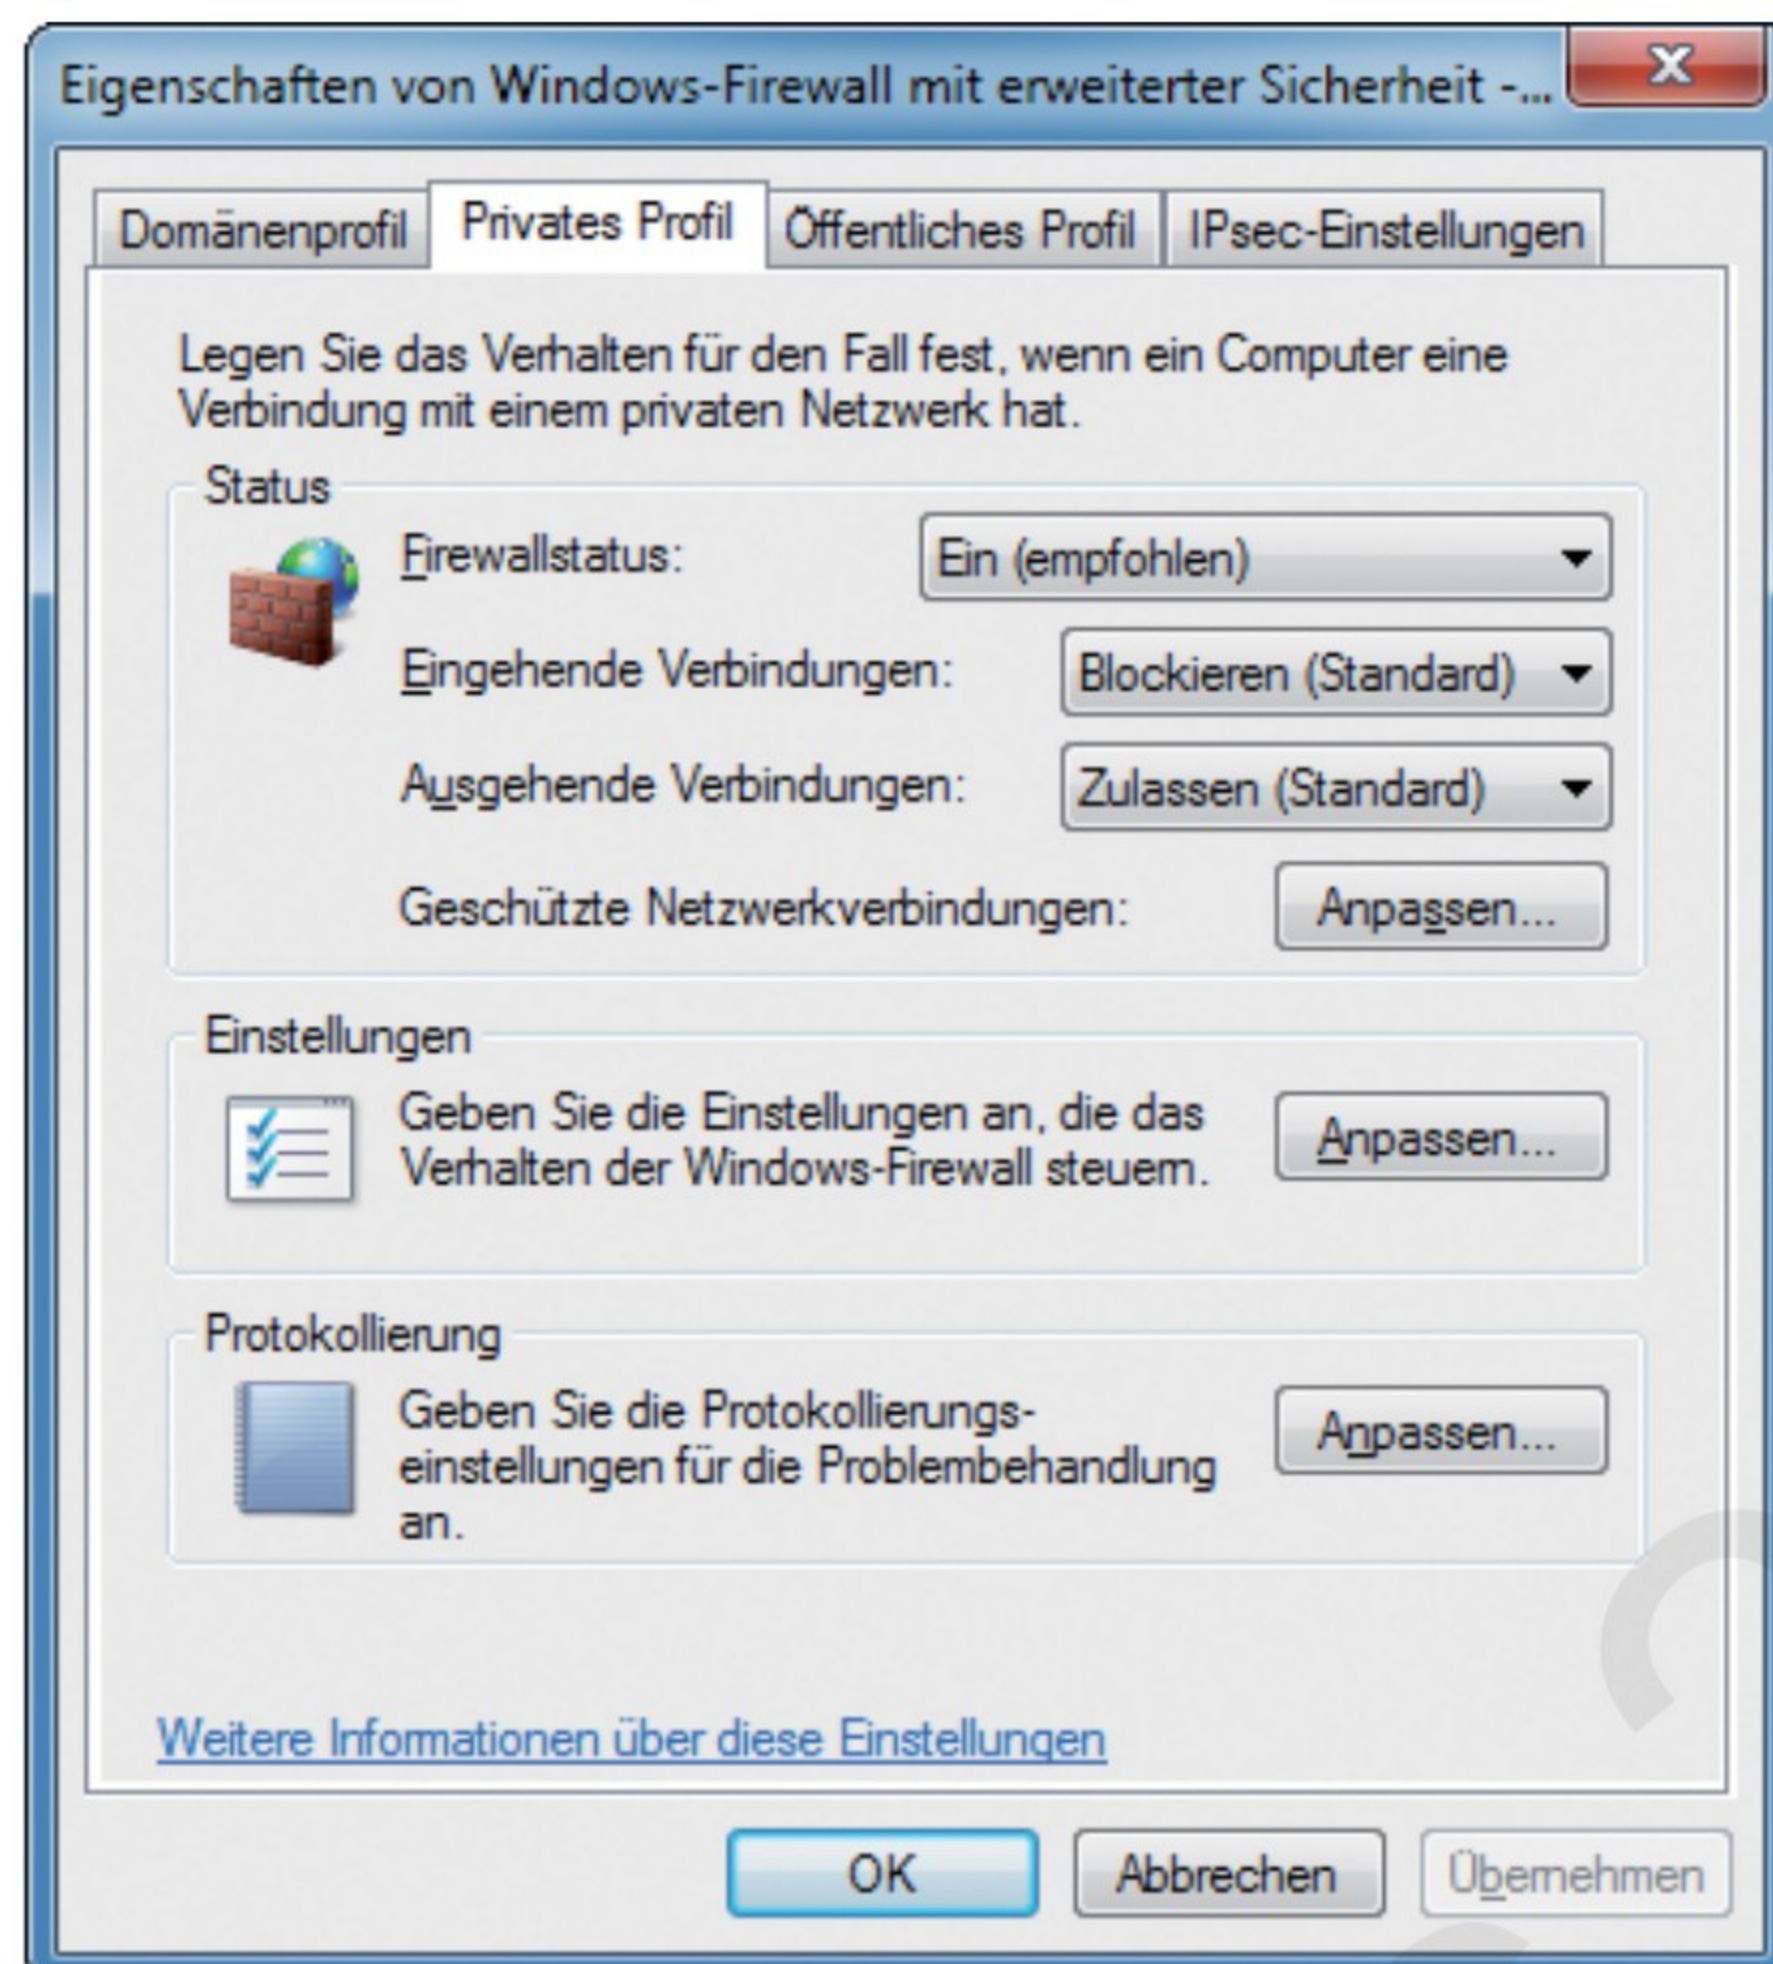 Eigenschaften von Windows-Firewall mit erweiterter Sicherheit -...
Domänenprofil
Privates Profil
Öffentliches Profil
IPsec-Einstellungen
Legen Sie das Verhalten für den Fall fest, wenn ein Computer eine
Verbindung mit einem privaten Netzwerk hat.
Status
Firewallstatus:
Ein (empfohlen)
Eingehende Verbindungen:
Blockieren (Standard)
Ausgehende Verbindungen:
Zulassen (Standard)
Geschützte Netzwerkverbindungen:
Anpassen...
Einstellungen
Geben Sie die Einstellungen an, die das
Verhalten der Windows-Firewall steuern.
Anpassen...
Protokollierung
Geben Sie die Protokollierungs-
einstellungen für die Problembehandlung
an.
Anpassen...
Weitere Informationen über diese Einstellungen
OK
Abbrechen
Übernehmen